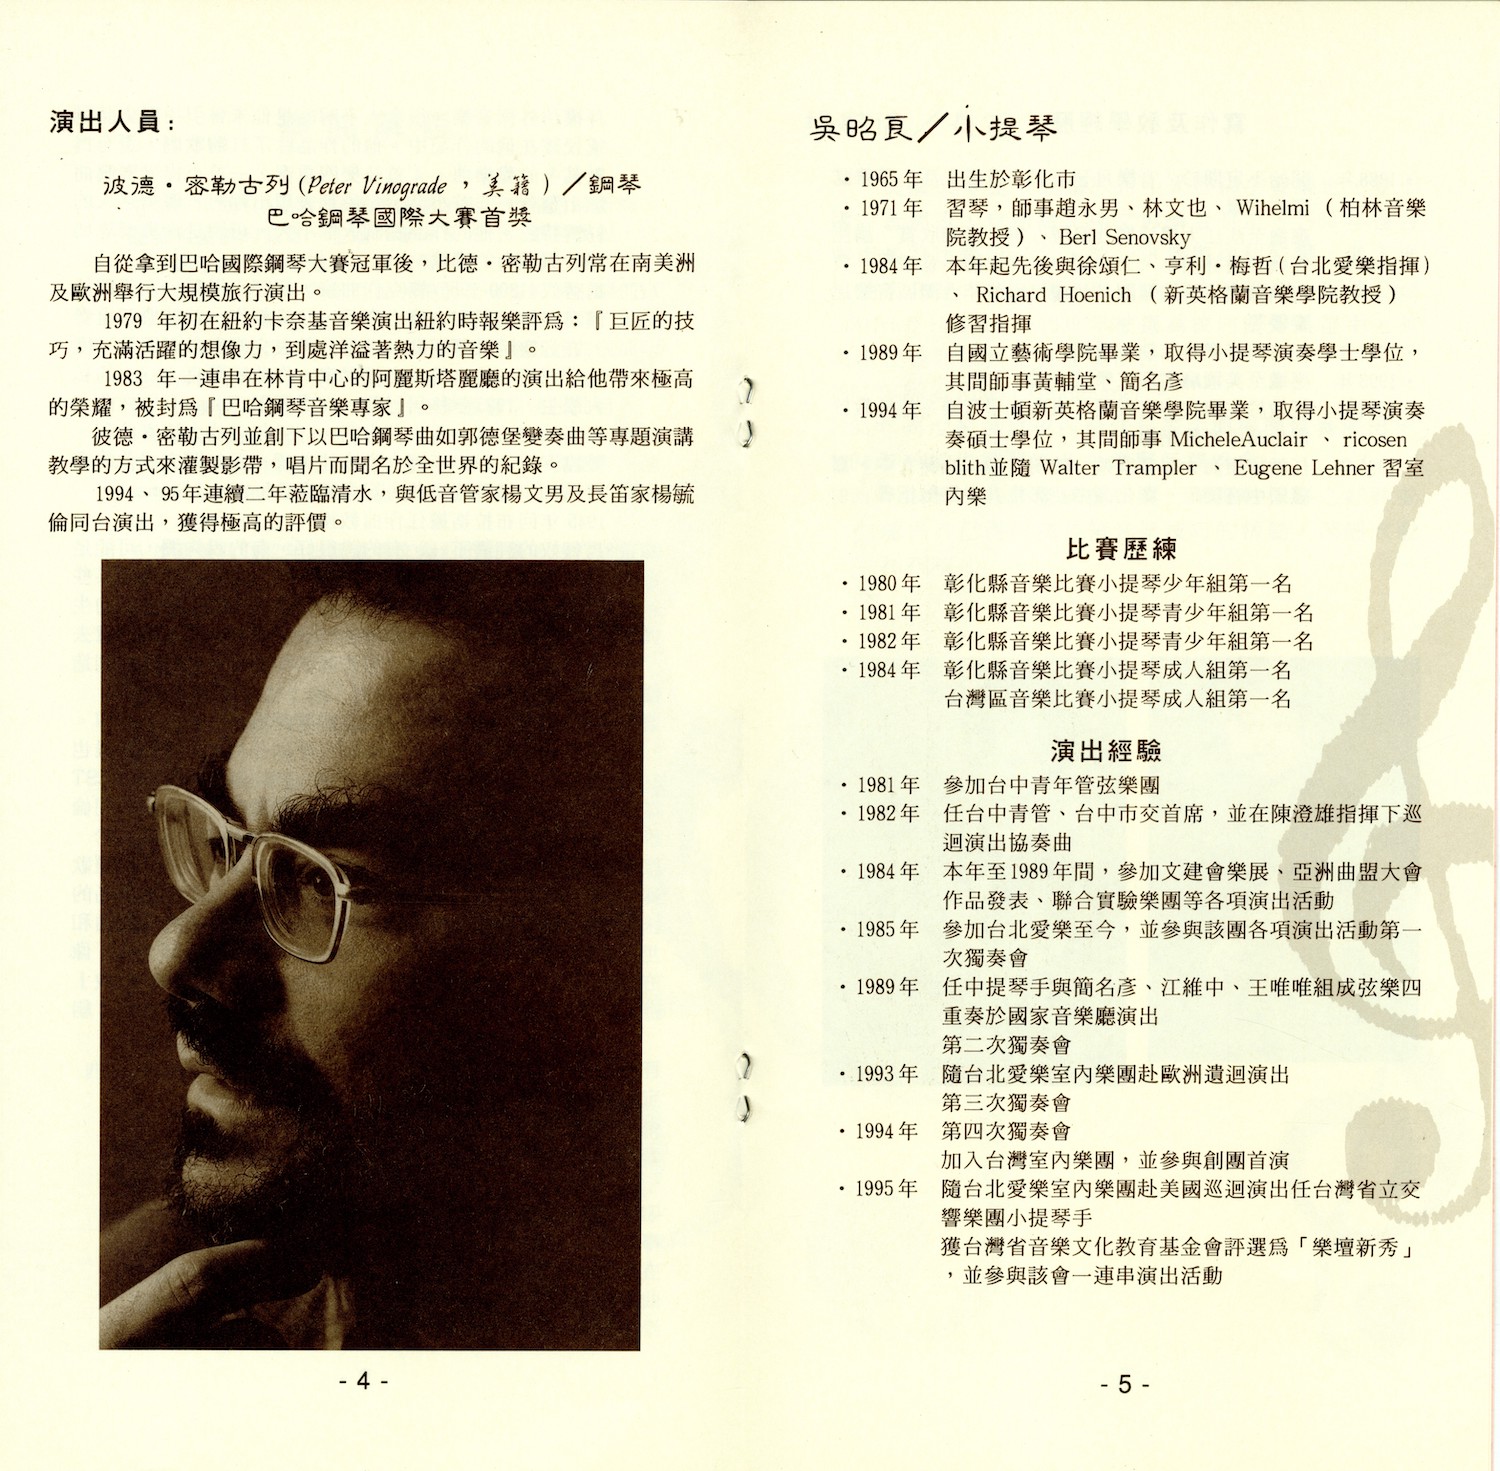 演出人員：
波德・密勒古列(Peter Vinograde，美籍)／鋼琴
巴哈鋼琴國際大賽首獎
自從拿到巴哈國際鋼琴大賽冠軍後，比德・密勒古列常在南美洲
及歐洲舉行大規模旅行演出。
1979 年初在紐約卡奈基音樂演出紐約時報樂評為：『巨匠的技
巧，充滿活躍的想像力，到處洋溢著熱力的音樂』。
1983 年一連串在林肯中心的阿麗斯塔麗廳的演出給他帶來極高
的榮耀，被封為『巴哈鋼琴音樂專家』。
彼德・密勒古列並創下以巴哈鋼琴曲如郭德堡變奏曲等專題演講
教學的方式來灌製影帶，唱片而聞名於全世界的紀錄。
1994、95年連續二年蒞臨清水，與低音管家楊文男及長笛家楊毓
倫同台演出，獲得極高的評價。
- 4 -
吳昭良／小提琴
・1965年 出生於彰化市
・1971年 習琴，師事趙永男、林文也、Wihelmi（柏林音樂
院教授）、Berl Senovsky
・1984年 本年起先後與徐頌仁、亨利・梅哲(台北愛樂指揮)
、Richard Hoenich（新英格蘭音樂學院教授）
修習指揮
・1989年 自國立藝術學院畢業，取得小提琴演奏學士學位，
其間師事黃輔堂、簡名彥
・1994年 自波士頓新英格蘭音樂學院畢業，取得小提琴演奏
奏碩士學位，其間師事 MicheleAuclair、ricosen
blith並隨 Walter Trampler、Eugene Lehner 習室
內樂
比賽歷練
・1980年 彰化縣音樂比賽小提琴少年組第一名
・1981年 彰化縣音樂比賽小提琴青少年組第一名
・1982年 彰化縣音樂比賽小提琴青少年組第一名
・1984年 彰化縣音樂比賽小提琴成人組第一名
台灣區音樂比賽小提琴成人組第一名
演出經驗
・1981年 參加台中青年管弦樂團
・1982年 任台中青管、台中市交首席，並在陳澄雄指揮下巡
迴演出協奏曲
・1984年 本年至1989年間，參加文建會樂展、亞洲曲盟大會
作品發表、聯合實驗樂團等各項演出活動
・1985年 參加台北愛樂至今，並參與該團各項演出活動第一
次獨奏會
・1989年 任中提琴手與簡名彥、江維中、王唯唯組成弦樂四
重奏於國家音樂廳演出
第二次獨奏會
・1993年 隨台北愛樂室內樂團赴歐洲遺迴演出
第三次獨奏會
・1994年 第四次獨奏會
加入台灣室內樂團，並參與創團首演
・1995年 隨台北愛樂室內樂團赴美國巡迴演出任台灣省立交
響樂團小提琴手
獲台灣省音樂文化教育基金會評選為「樂壇新秀」
，並參與該會一連串演出活動
- 5 -